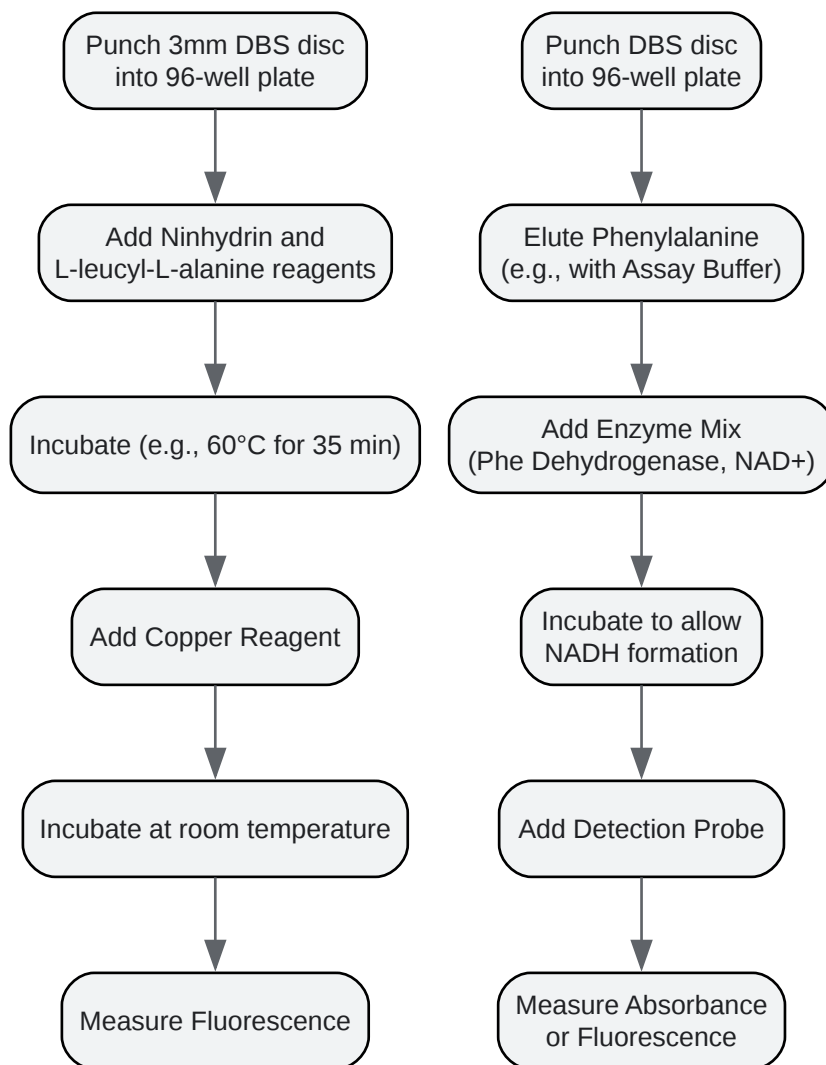 Punch 3mm DBS disc
into 96-well plate
Add Ninhydrin and
L-leucyl-L-alanine reagents
Incubate (e.g., 60°C for 35 min)
Add Copper Reagent
Incubate at room temperature
Measure Fluorescence
Punch DBS disc
into 96-well plate
Elute Phenylalanine
(e.g., with Assay Buffer)
Add Enzyme Mix
(Phe Dehydrogenase, NAD+)
Incubate to allow
NADH formation
Add Detection Probe
Measure Absorbance
or Fluorescence